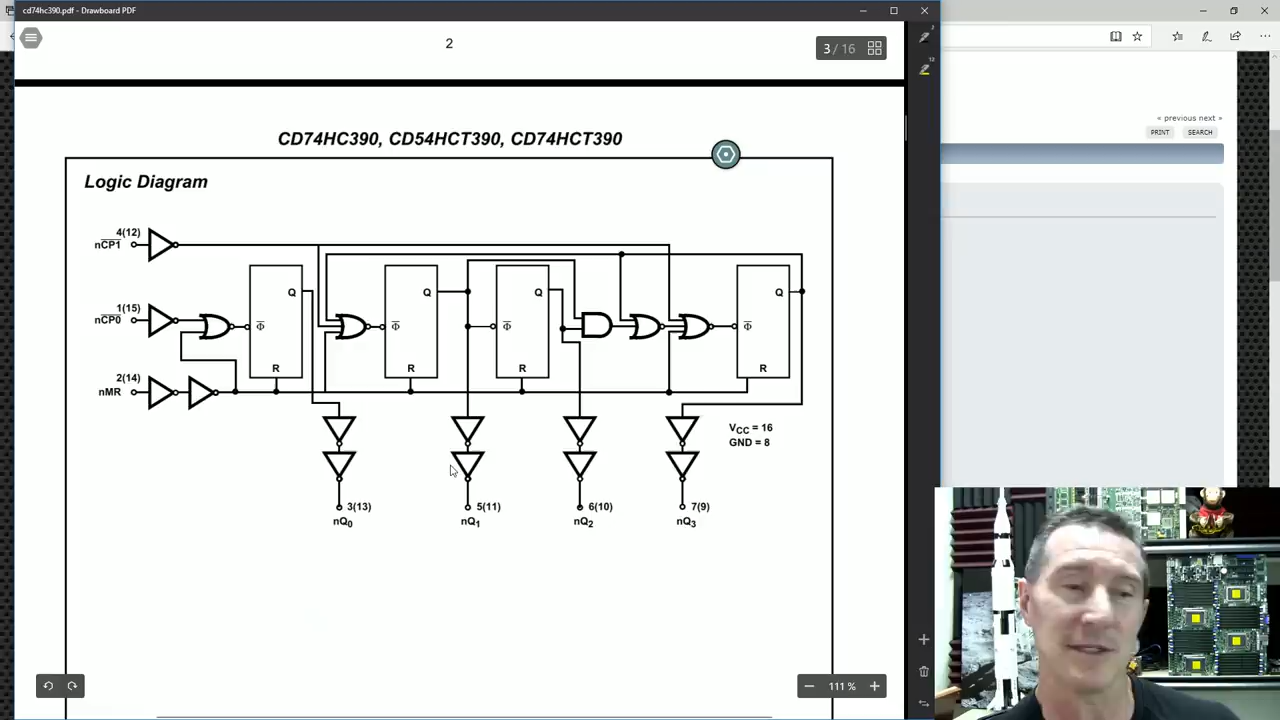 cd74hc390.pdf - Drawboard PDF
2
3 / 16
« previous next »
PRINT SEARCH
CD74HC390, CD54HCT390, CD74HCT390
Logic Diagram
4(12)
nCP1
1(15)
nCP0
2(14)
nMR
Q Q Q Q
Φ Φ Φ Φ
R R R R
VCC = 16
GND = 8
3(13) 5(11) 6(10) 7(9)
nQ0 nQ1 nQ2 nQ3
111 %